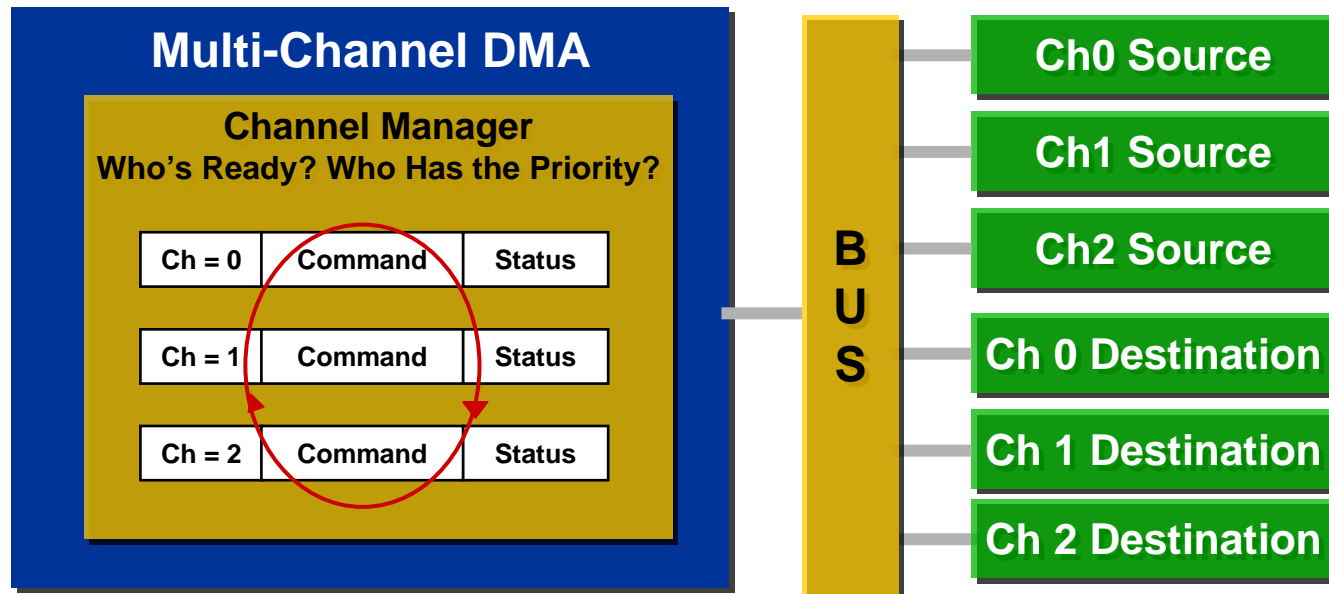 Multi-Channel DMA
Channel Manager
Who's Ready? Who Has the Priority?
Ch = 0 Command Status
Ch = 1 Command Status
Ch = 2 Command Status
B
U
S
Ch0 Source
Ch1 Source
Ch2 Source
Ch 0 Destination
Ch 1 Destination
Ch 2 Destination